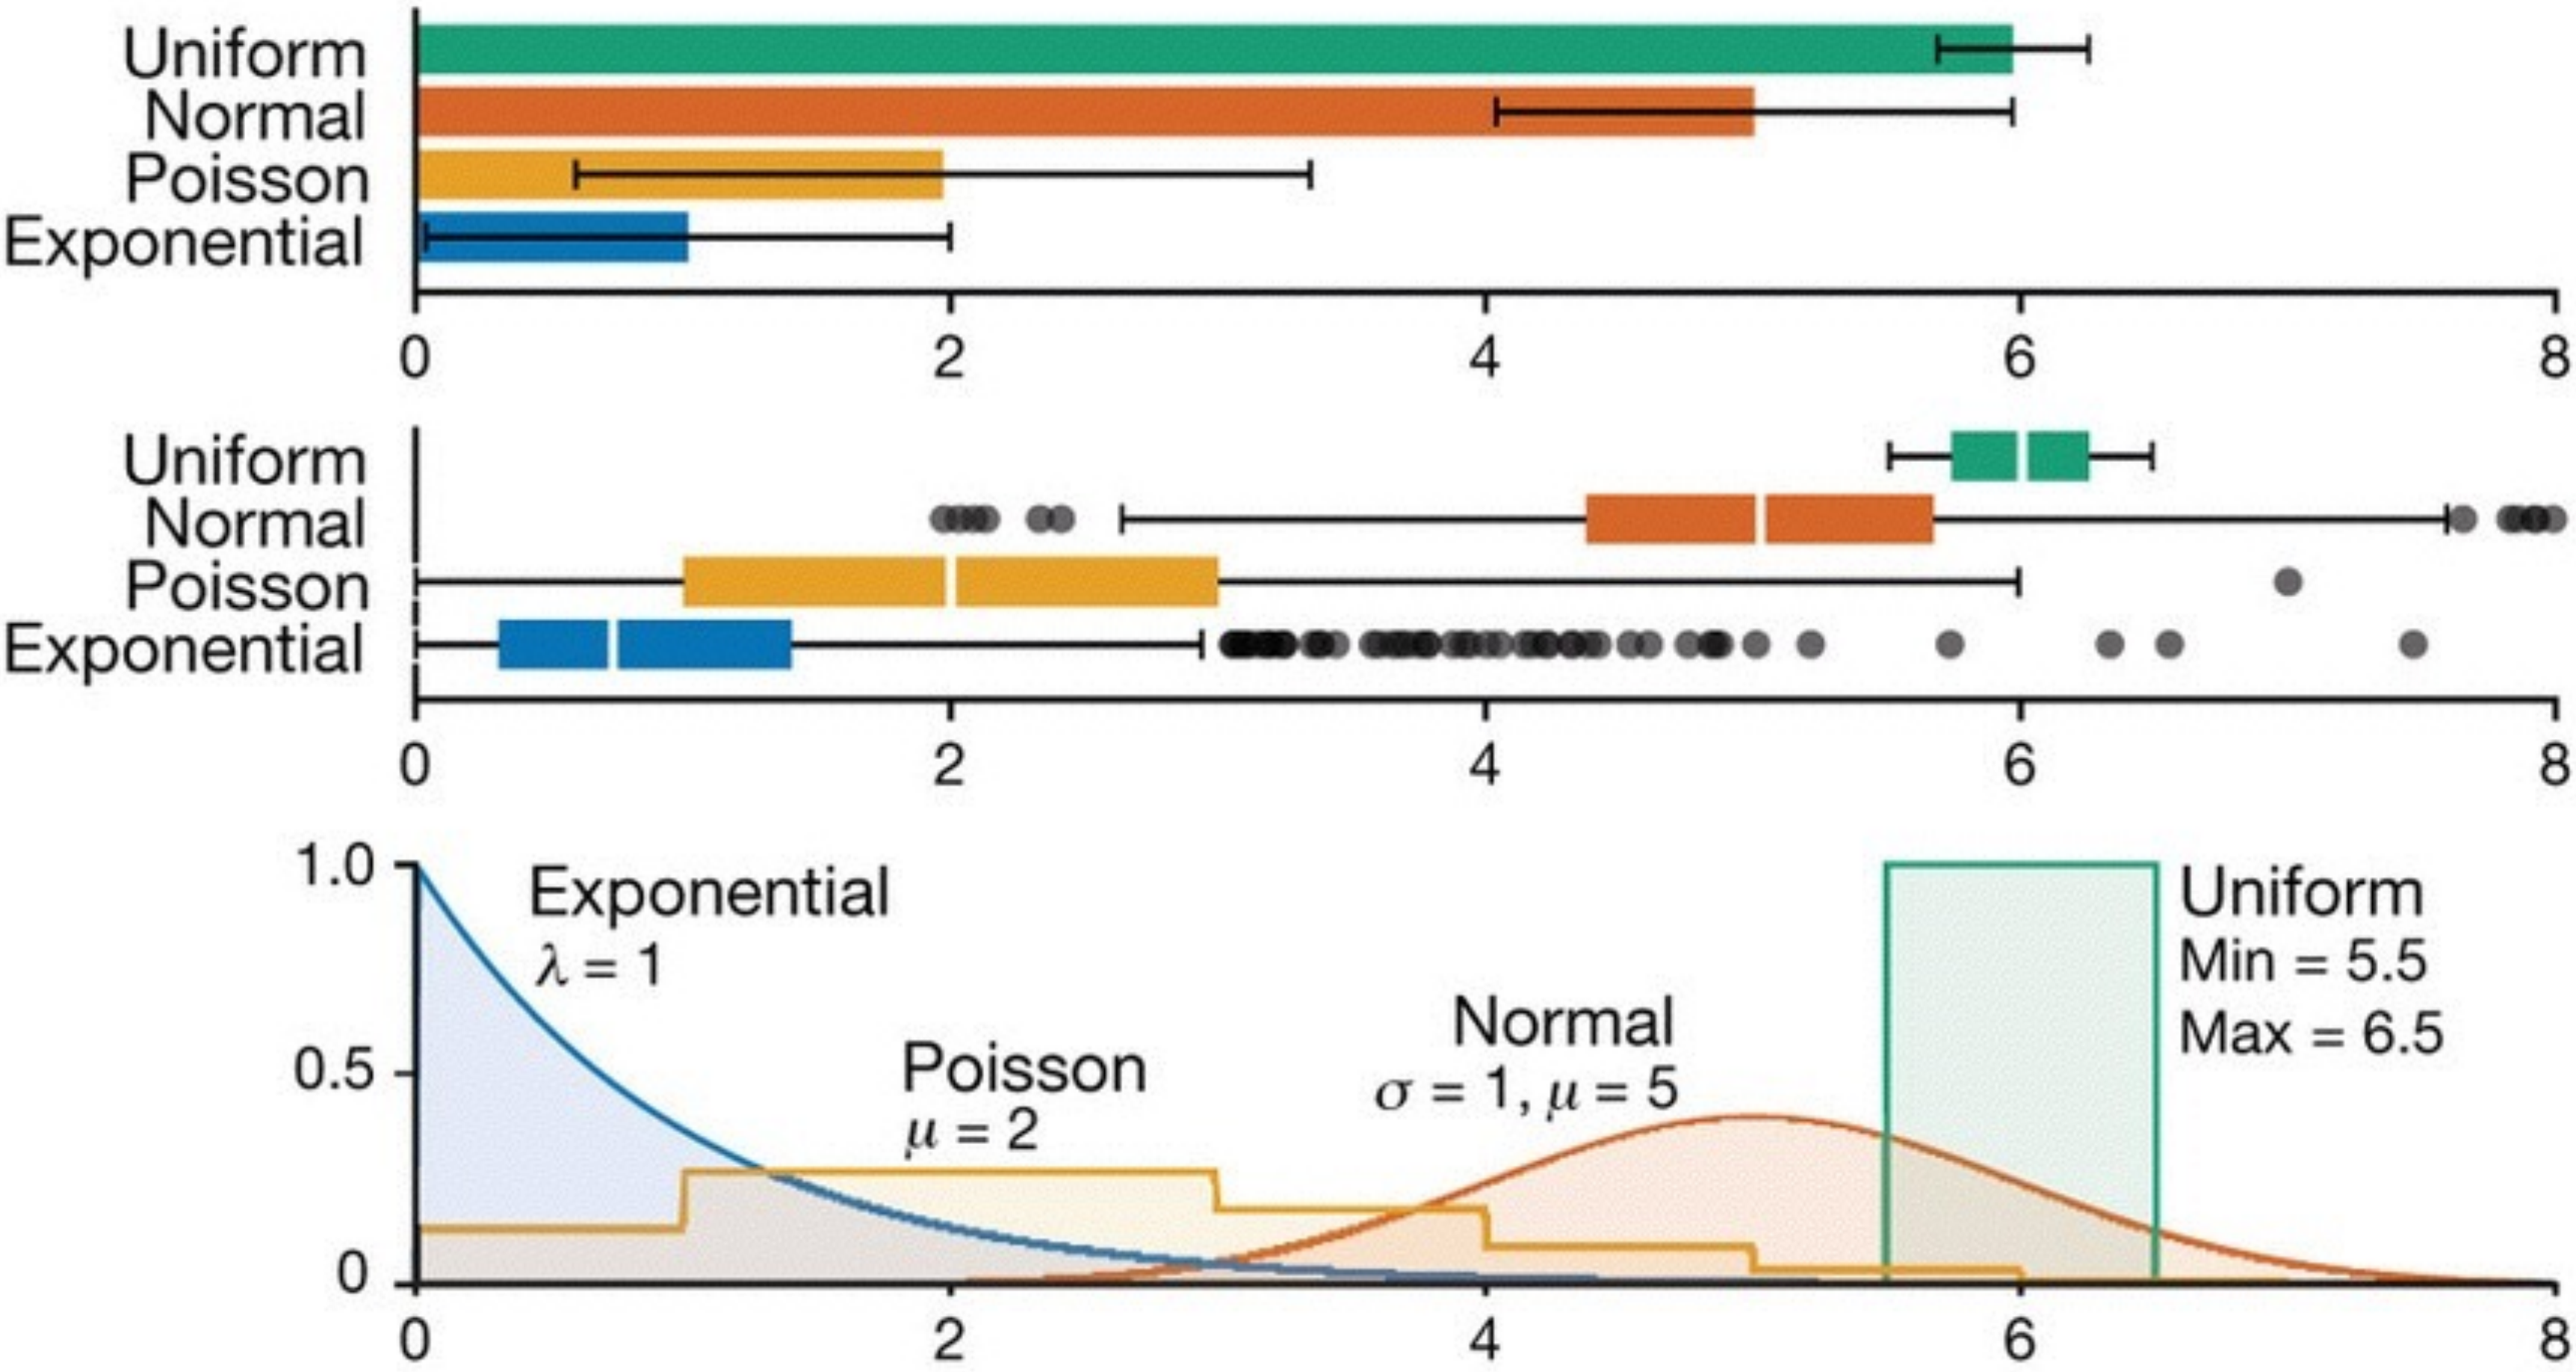 Uniform
Normal
Poisson
Exponential
0 2 4 6 8
Uniform
Normal
Poisson
Exponential
0 2 4 6 8
1.0
0.5
0
Exponential
λ = 1
Poisson
μ = 2
Normal
σ = 1, μ = 5
Uniform
Min = 5.5
Max = 6.5
0 2 4 6 8